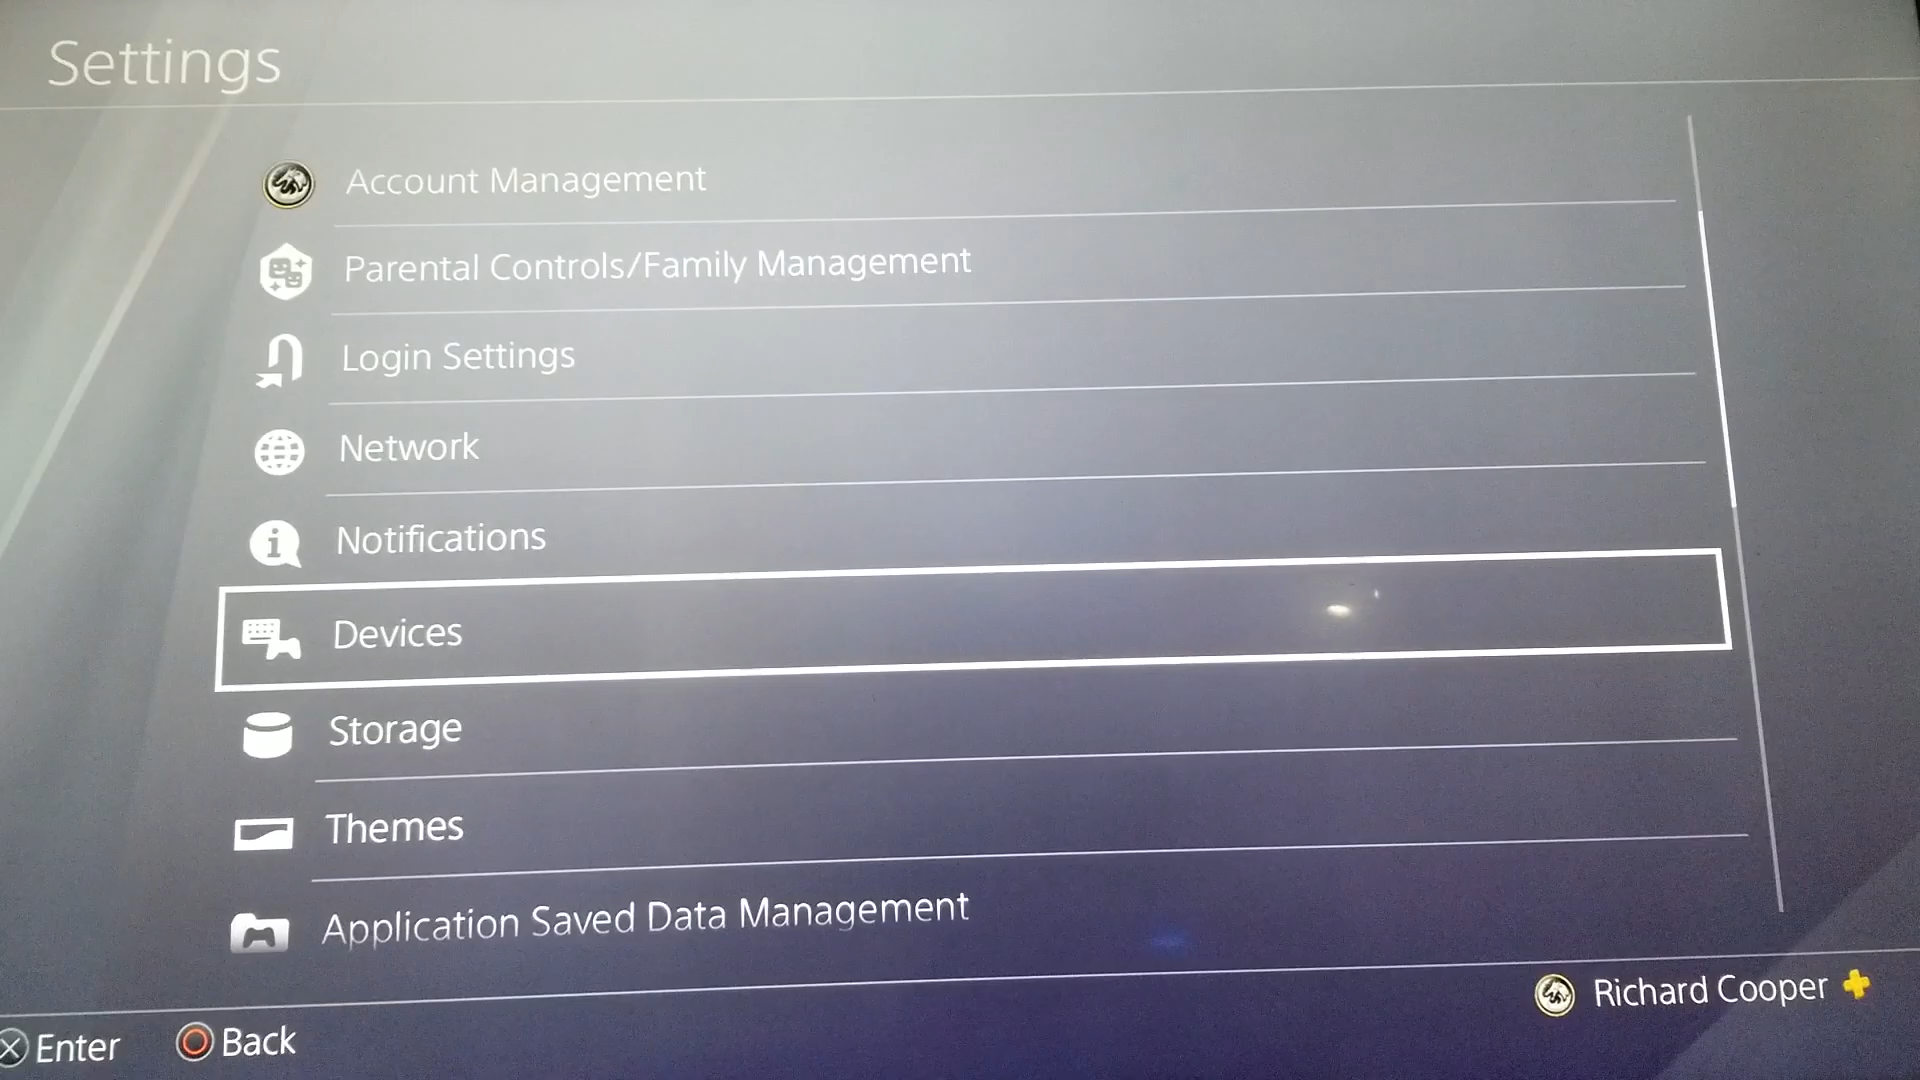 Settings
Account Management
Parental Controls/Family Management
Login Settings
Network
Notifications
Devices
Storage
Themes
Application Saved Data Management
Richard Cooper
Enter
Back